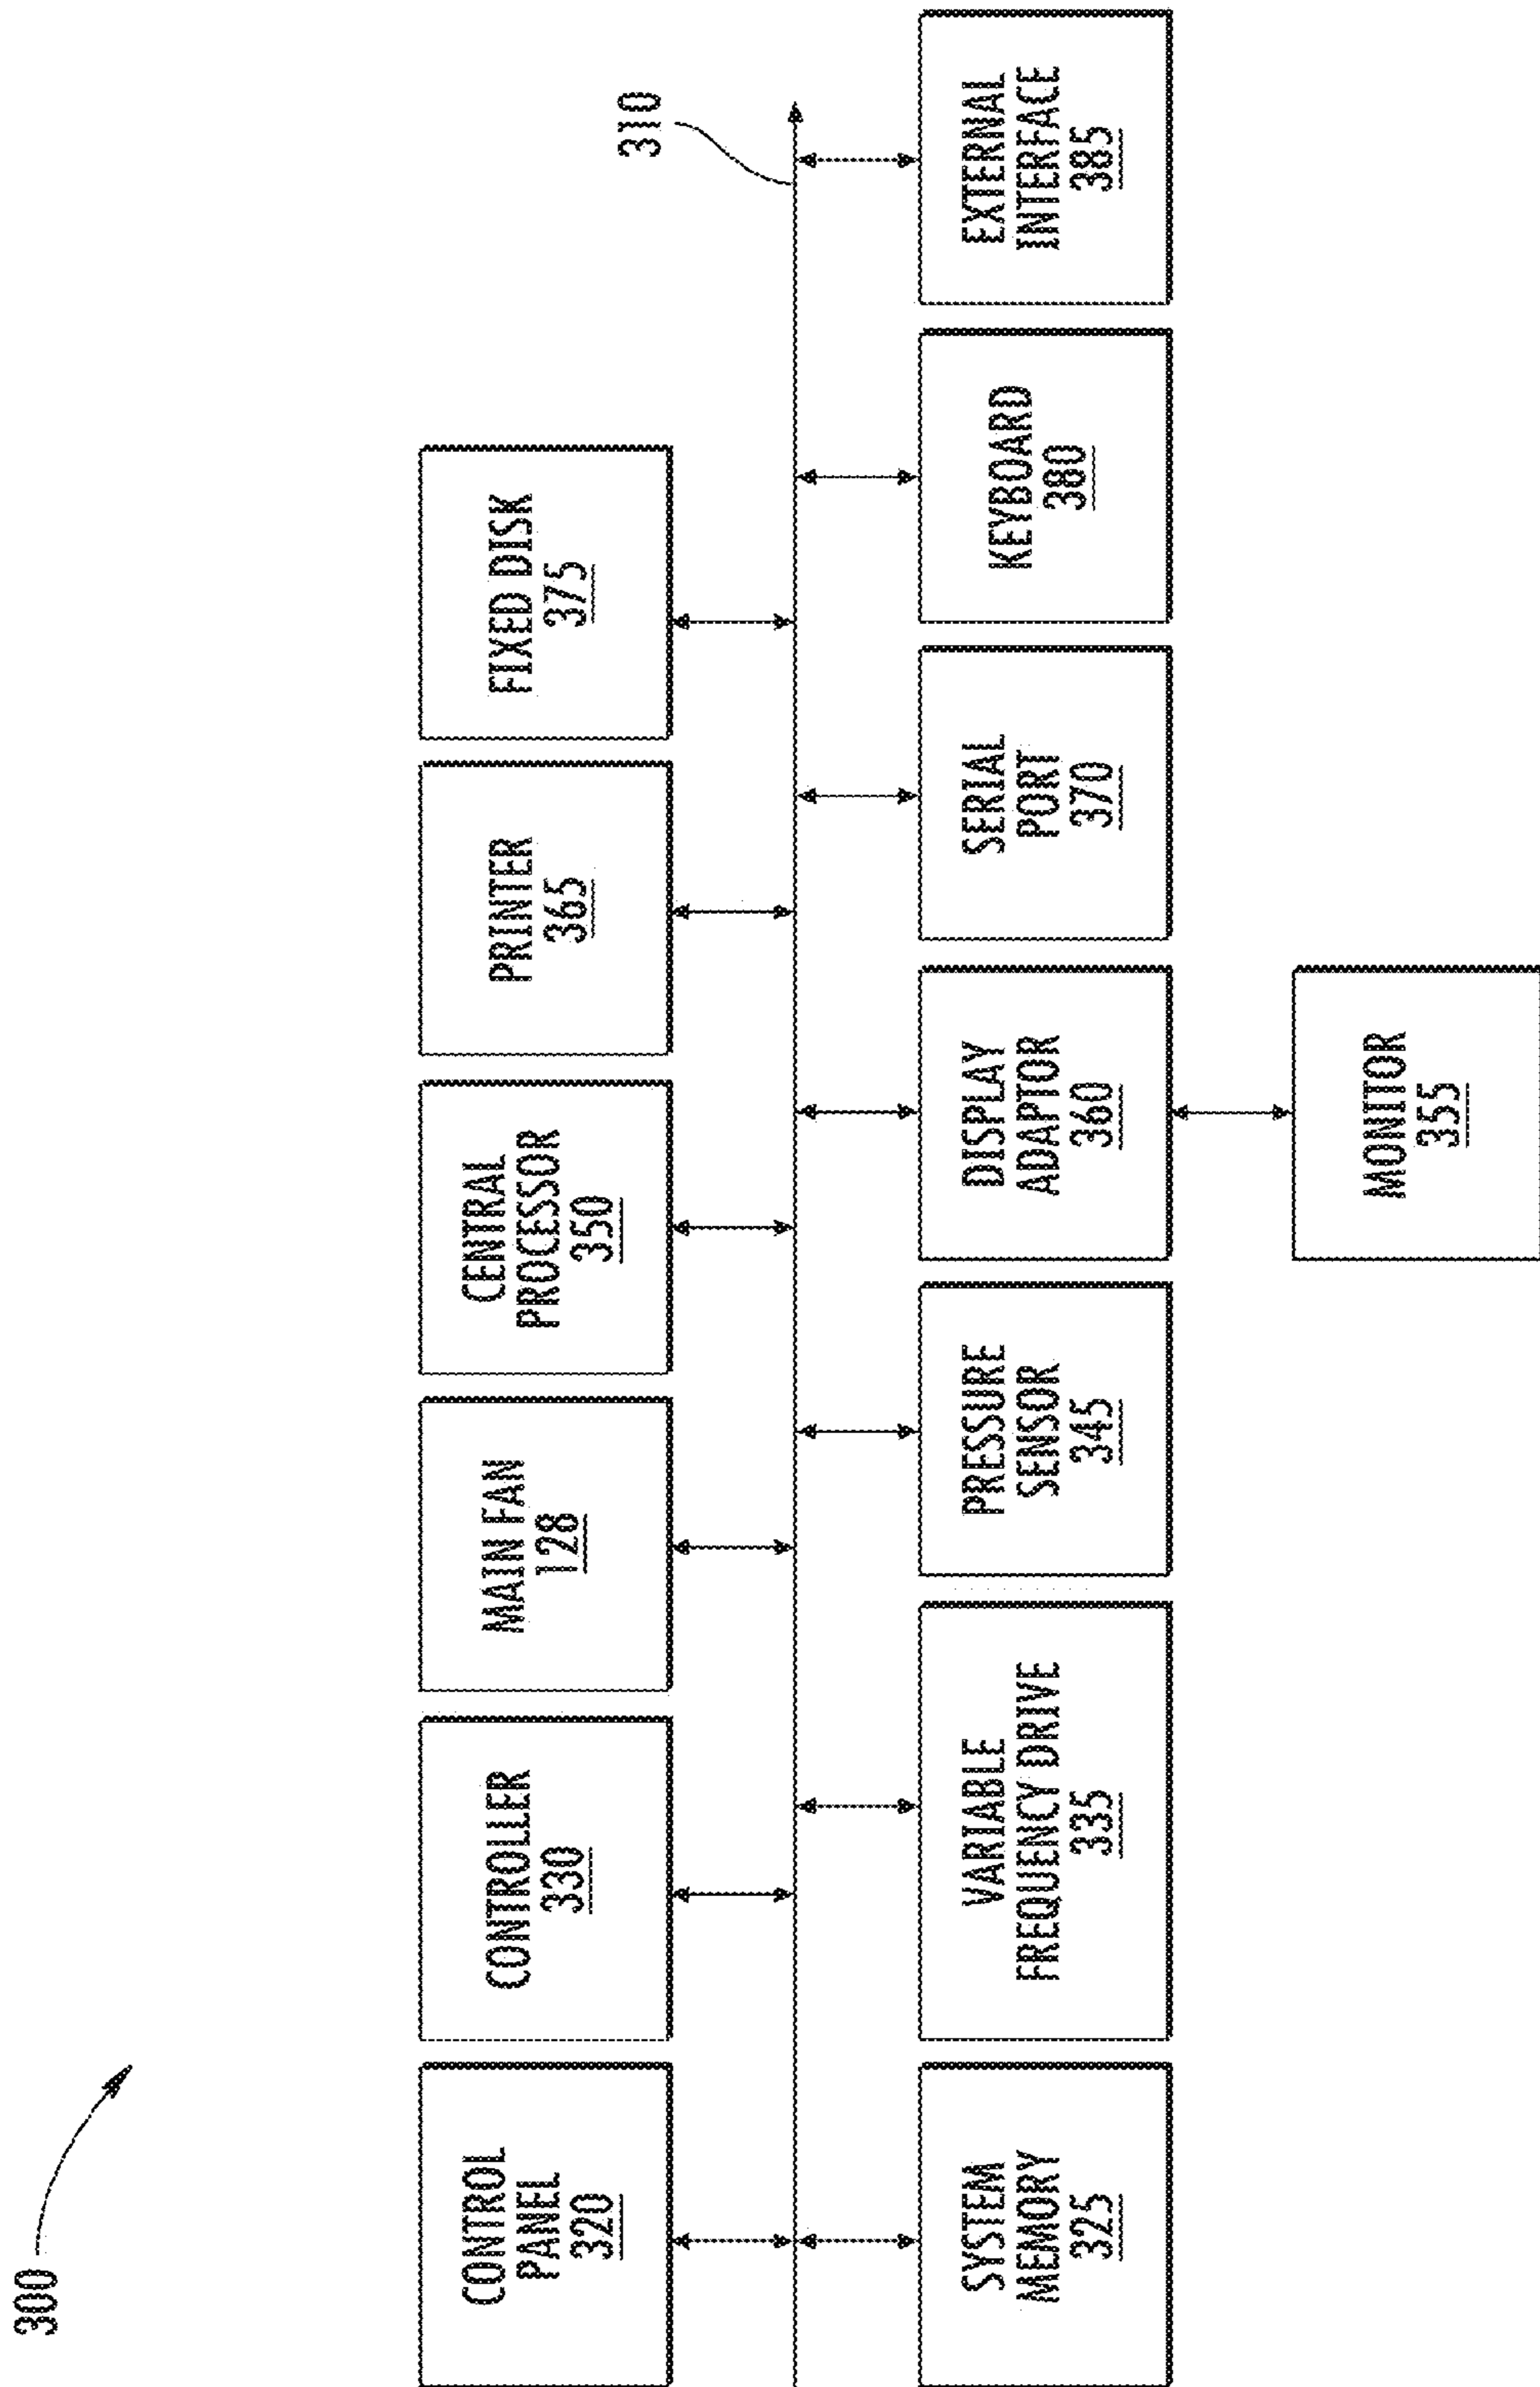 300
310
CONTROL
PANEL
320
CONTROLLER
330
MAIN FAN
128
CENTRAL
PROCESSOR
350
PRINTER
365
FIXED DISK
375
SYSTEM
MEMORY
325
VARIABLE
FREQUENCY DRIVE
335
PRESSURE
SENSOR
345
DISPLAY
ADAPTOR
360
SERIAL
PORT
370
KEYBOARD
380
EXTERNAL
INTERFACE
385
MONITOR
355